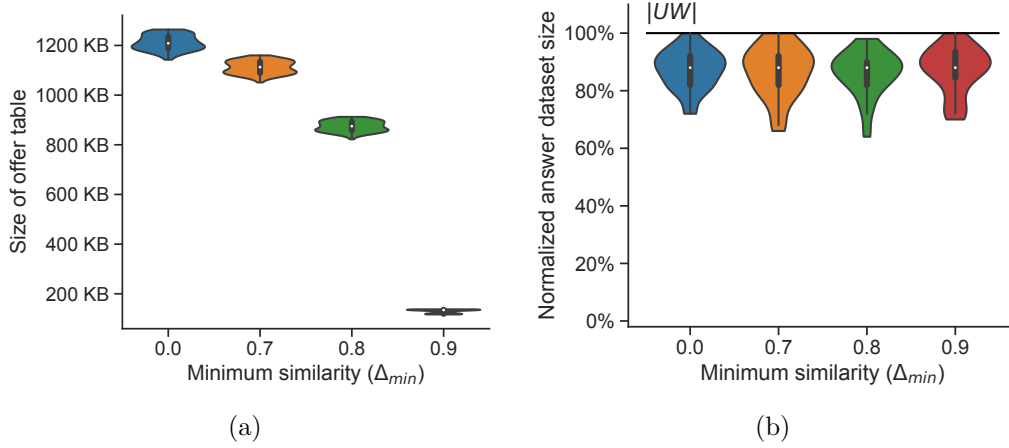 1200 KB
1000 KB
800 KB
600 KB
400 KB
200 KB
Size of offer table
0.0 0.7 0.8 0.9
Minimum similarity (Δmin)
(a)
|UW|
100%
80%
60%
40%
20%
0%
Normalized answer dataset size
0.0 0.7 0.8 0.9
Minimum similarity (Δmin)
(b)